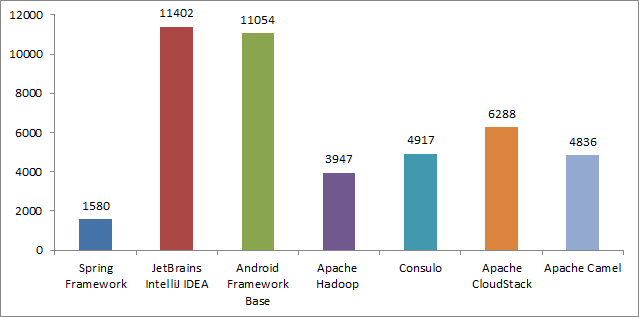 12000
10000
8000
6000
4000
2000
0
1580
11402
11054
3947
4917
6288
4836
Spring
Framework
JetBrains
IntelliJ IDEA
Android
Framework
Base
Apache
Hadoop
Consulo
Apache
CloudStack
Apache Camel